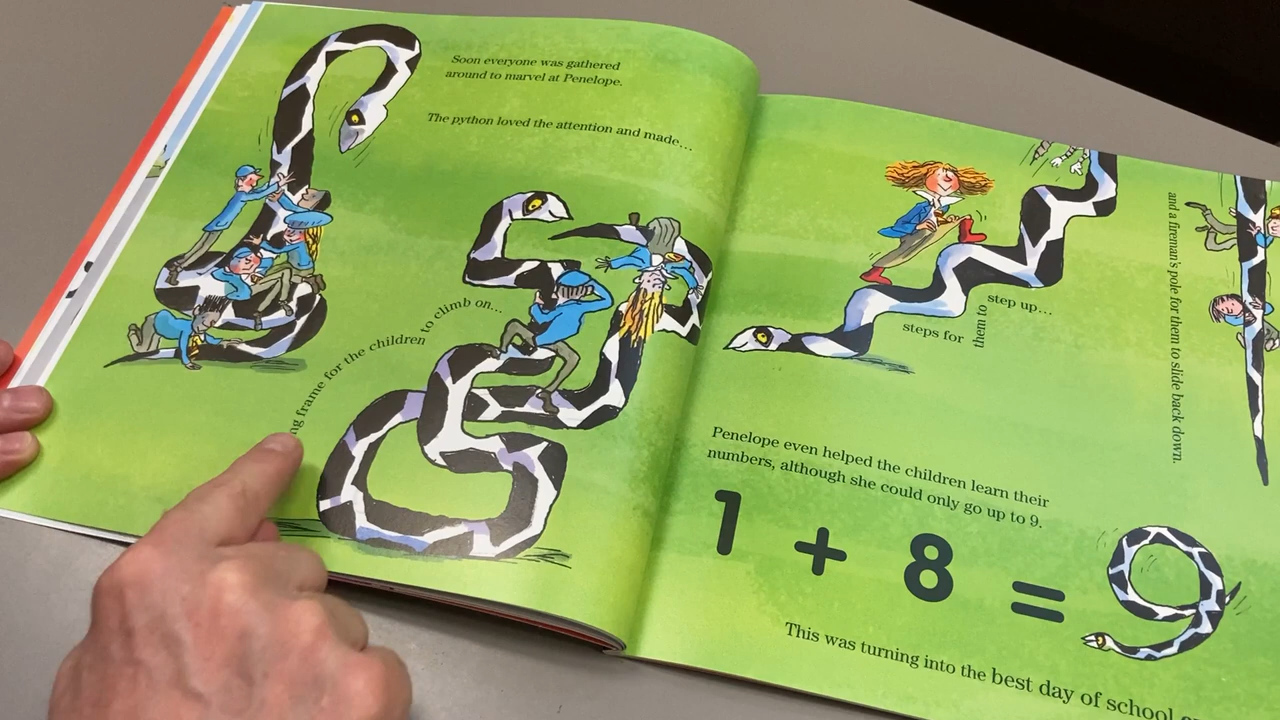 Soon everyone was gathered
around to marvel at Penelope.
The python loved the attention and made...
frame for the children to climb on...
steps for them to step up...
and a fireman's pole for them to slide back down.
Penelope even helped the children learn their
numbers, although she could only go up to 9.
1 + 8 = 9
This was turning into the best day of school